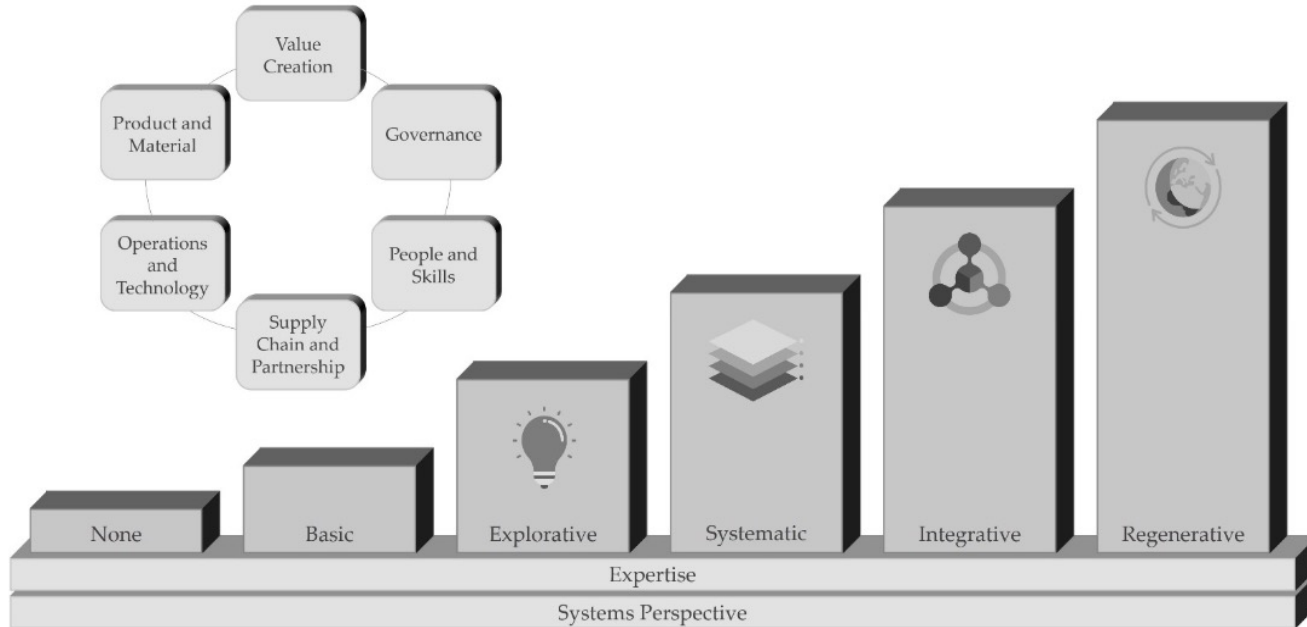 Value
Creation
Product and
Material
Governance
Operations
and
Technology
People and
Skills
Supply
Chain and
Partnership
None
Basic
Explorative
Systematic
Integrative
Regenerative
Expertise
Systems Perspective